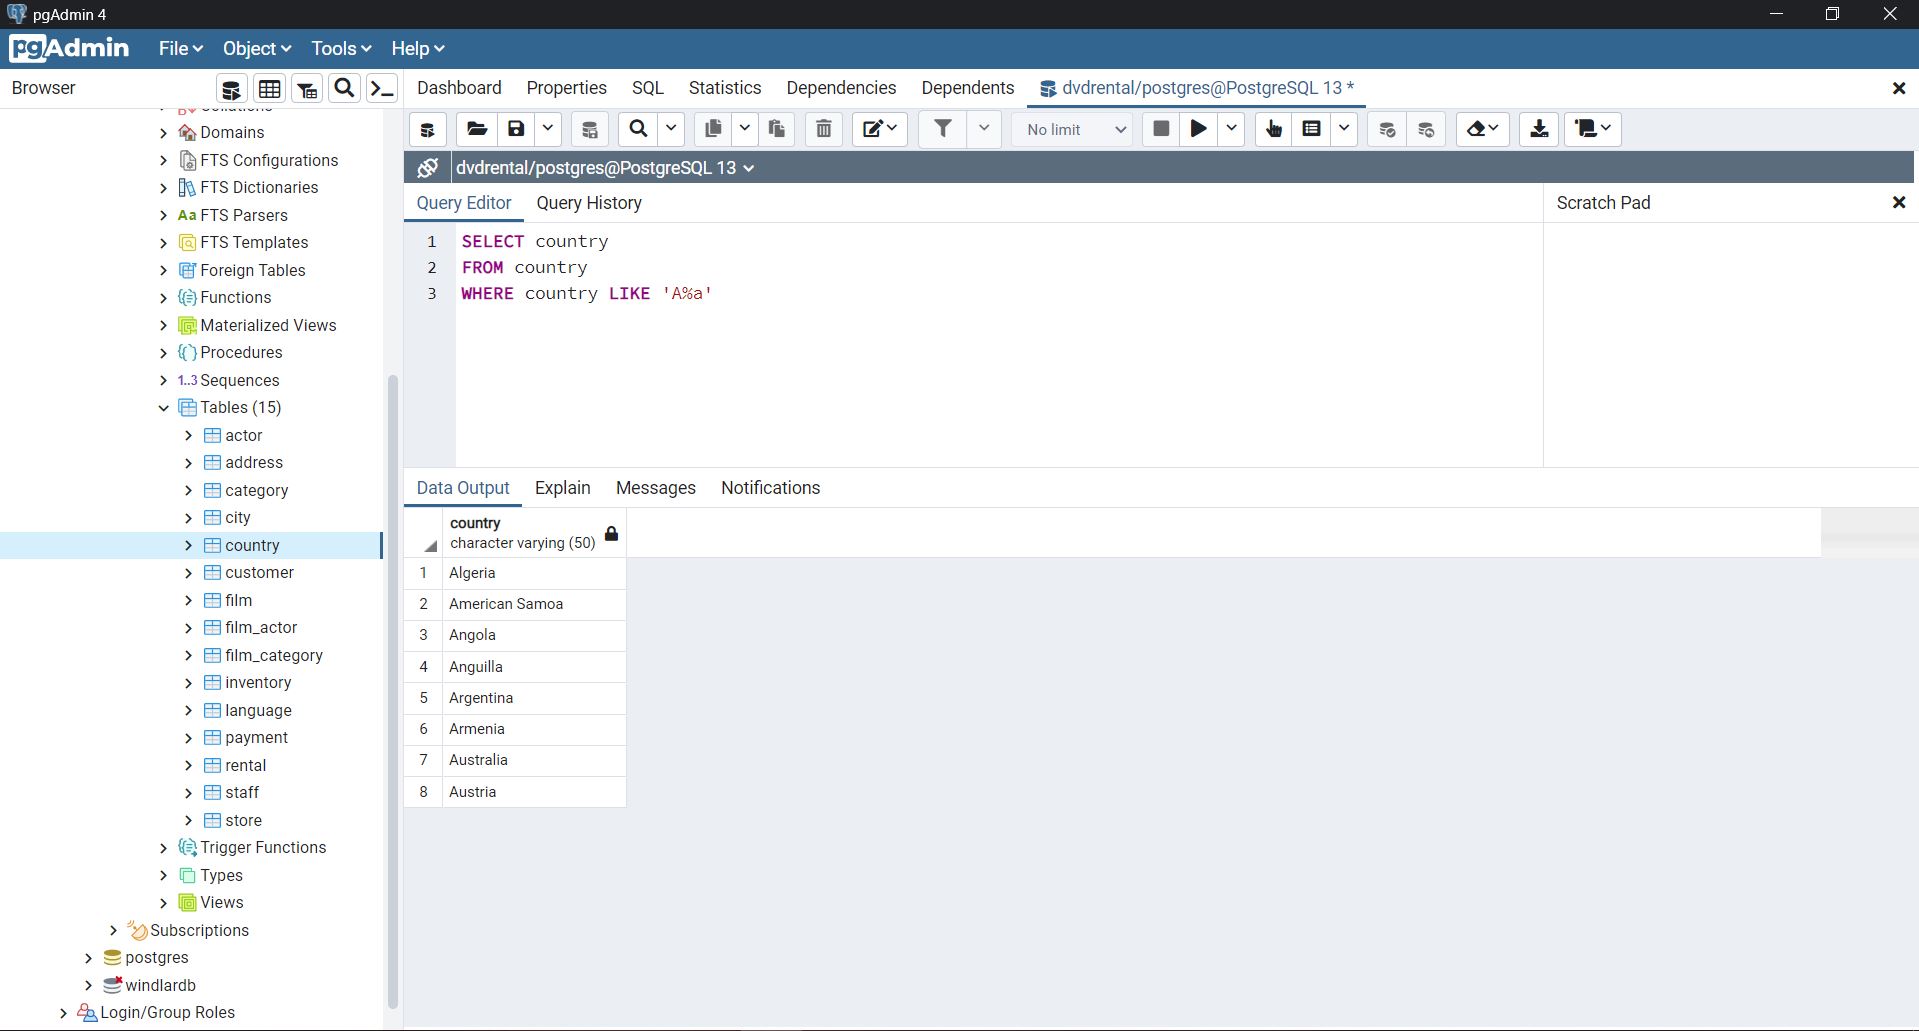 pgAdmin 4
pgAdmin File Object Tools Help
Browser
Dashboard Properties SQL Statistics Dependencies Dependents dvdrental/postgres@PostgreSQL 13 *
No limit
dvdrental/postgres@PostgreSQL 13
Query Editor Query History
Scratch Pad
1 SELECT country
2 FROM country
3 WHERE country LIKE 'A%a'
Data Output Explain Messages Notifications
country
character varying (50)
1 Algeria
2 American Samoa
3 Angola
4 Anguilla
5 Argentina
6 Armenia
7 Australia
8 Austria
Domains
FTS Configurations
FTS Dictionaries
Aa FTS Parsers
FTS Templates
Foreign Tables
Functions
Materialized Views
Procedures
1..3 Sequences
Tables (15)
actor
address
category
city
country
customer
film
film_actor
film_category
inventory
language
payment
rental
staff
store
Trigger Functions
Types
Views
Subscriptions
postgres
windlardb
Login/Group Roles